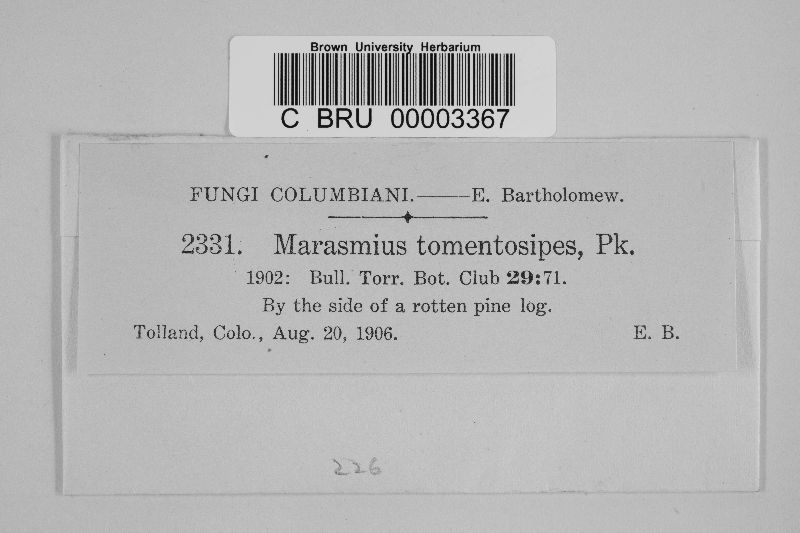 Brown University Herbarium
C BRU 00003367
FUNGI COLUMBIANI.——E. Bartholomew.
2331. Marasmius tomentosipes, Pk.
1902: Bull. Torr. Bot. Club 29:71.
By the side of a rotten pine log.
Tolland, Colo., Aug. 20, 1906. E. B.
226